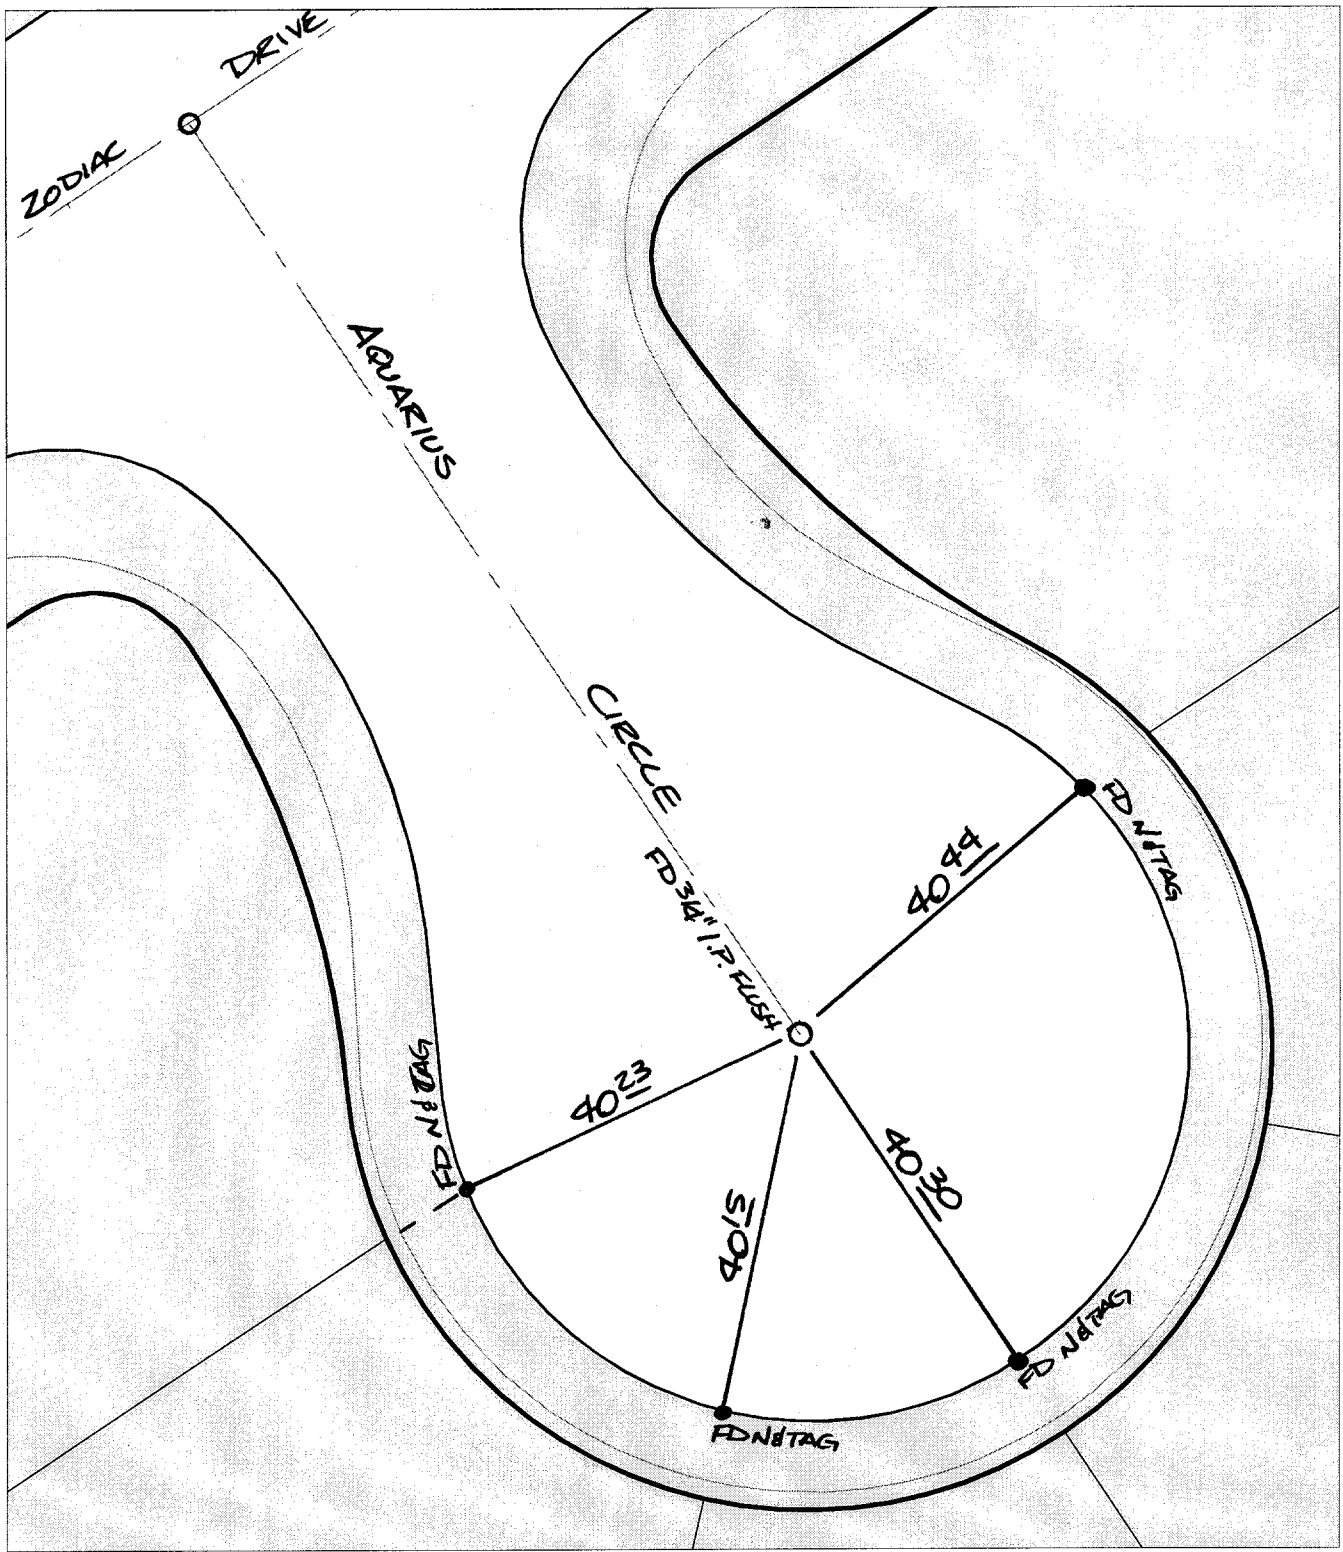 ZODIAC DRIVE
AQUARIUS CIRCLE
FD 3/4" I.P. FLUSH
40 44
FD N&TAG
FD N&TAG
40 23
40 30
40 15
FD N&TAG
FD N&TAG